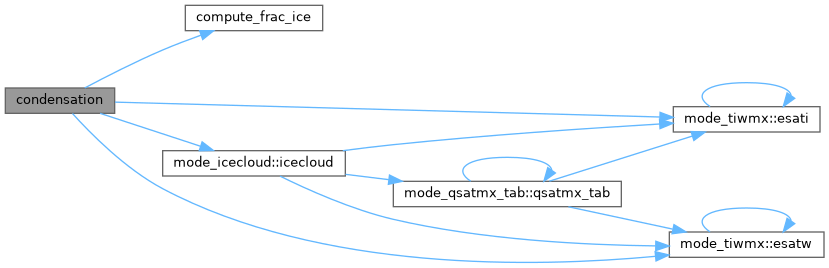 compute_frac_ice
condensation
mode_tiwmx::esati
mode_icecloud::icecloud
mode_qsatmx_tab::qsatmx_tab
mode_tiwmx::esatw